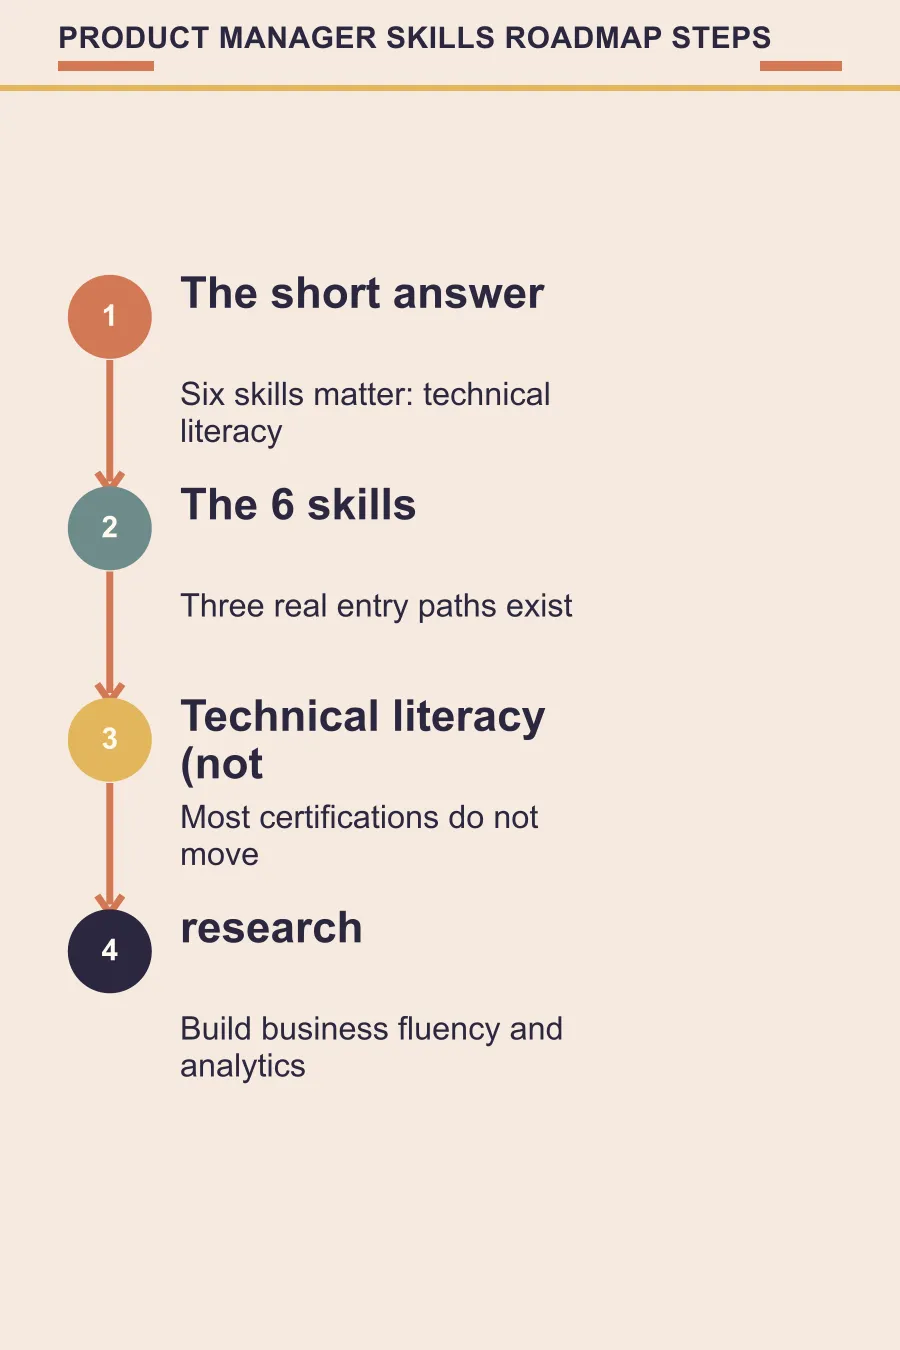 PRODUCT MANAGER SKILLS ROADMAP STEPS
1
The short answer
Six skills matter: technical
literacy
2
The 6 skills
Three real entry paths exist
3
Technical literacy
(not
Most certifications do not
move
4
research
Build business fluency and
analytics